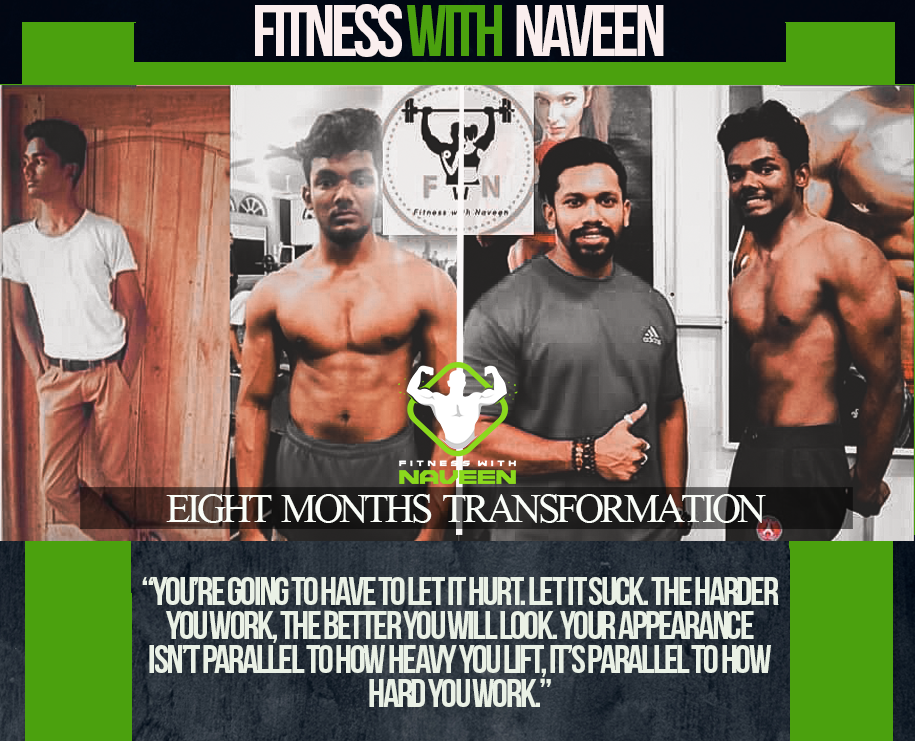 FITNESS WITH NAVEEN
F W N
"Fitness with Naveen
adidas
FITNESS WITH
NAVEEN
EIGHT MONTHS TRANSFORMATION
“YOU’RE GOING TO HAVE TO LET IT HURT. LET IT SUCK. THE HARDER
YOU WORK, THE BETTER YOU WILL LOOK. YOUR APPEARANCE
ISN’T PARALLEL TO HOW HEAVY YOU LIFT, IT’S PARALLEL TO HOW
HARD YOU WORK.”